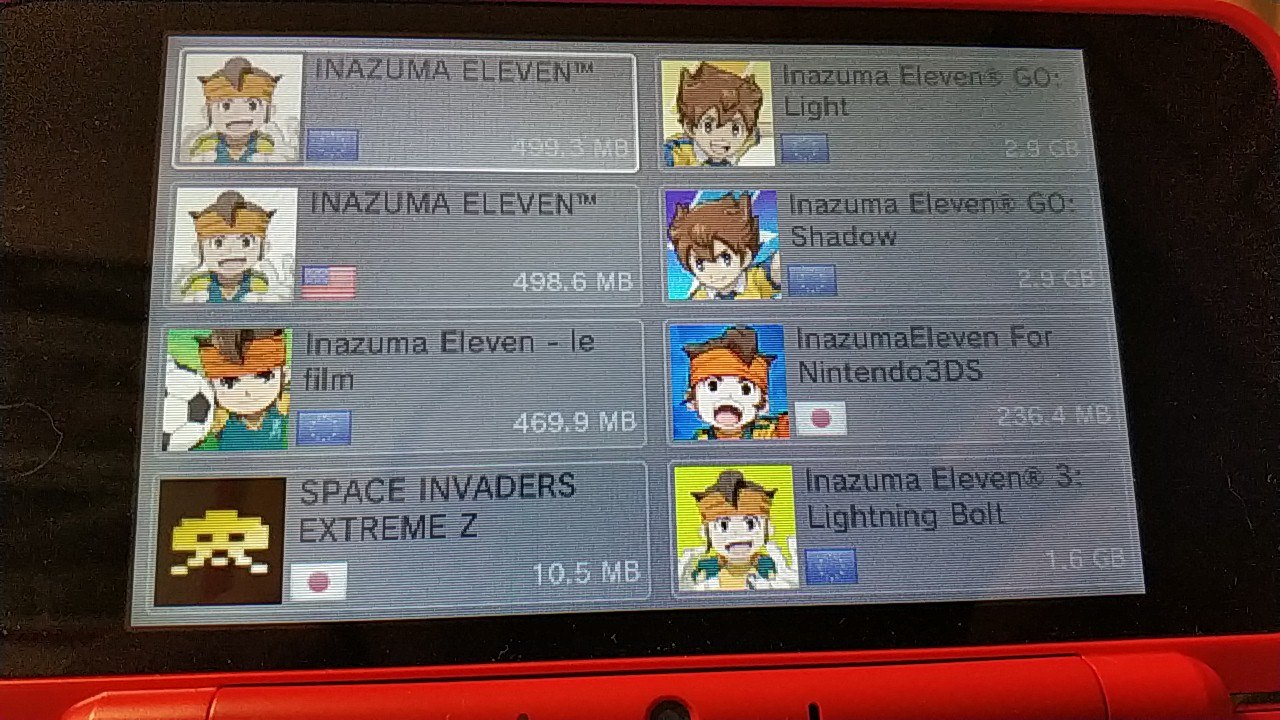 INAZUMA ELEVEN™
499.3 MB
INAZUMA ELEVEN™
498.6 MB
Inazuma Eleven - le
film
469.9 MB
SPACE INVADERS
EXTREME Z
10.5 MB
Inazuma Eleven® GO:
Light
2.9 GB
Inazuma Eleven® GO:
Shadow
2.9 GB
InazumaEleven For
Nintendo3DS
236.4 MB
Inazuma Eleven® 3:
Lightning Bolt
1.6 GB